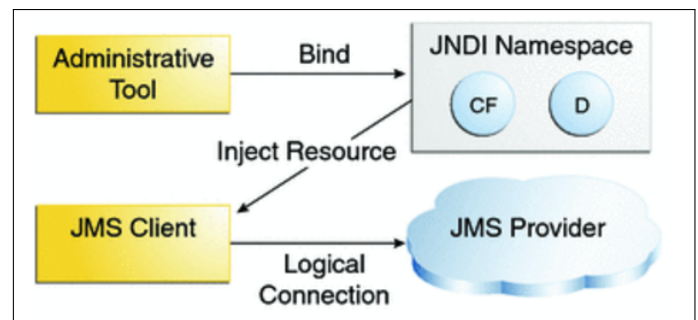 Administrative
Tool
Bind
JNDI Namespace
CF
D
Inject Resource
JMS Client
Logical
Connection
JMS Provider